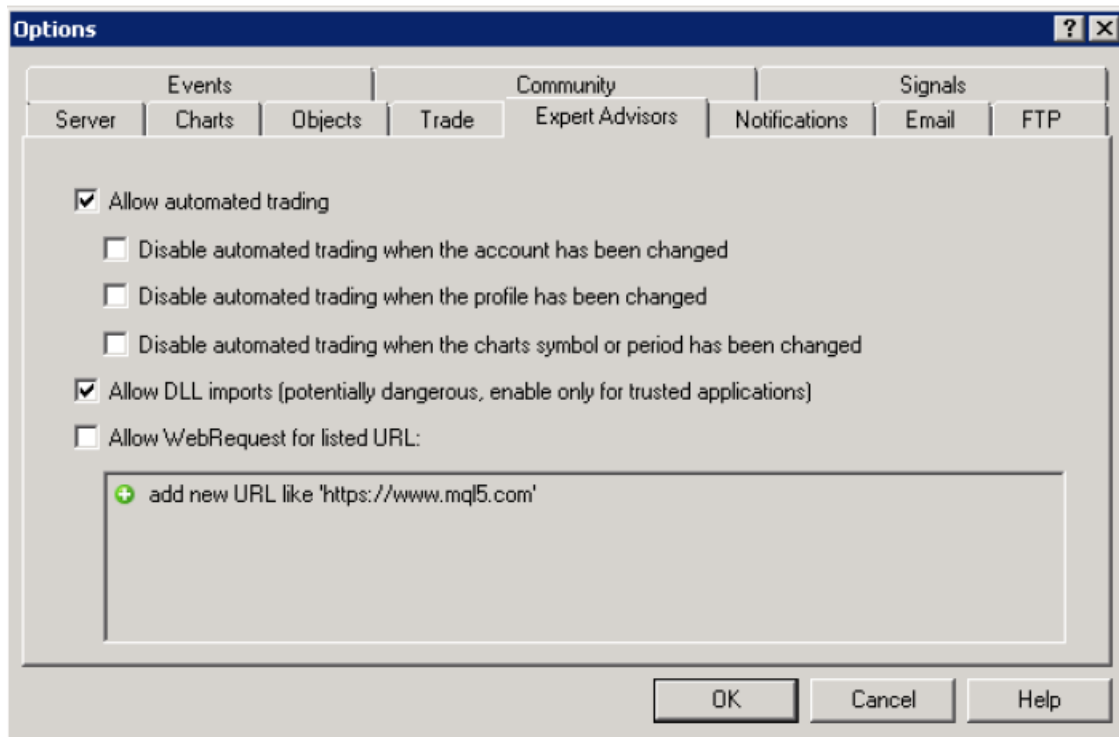 Options
Events Community Signals
Server Charts Objects Trade Expert Advisors Notifications Email FTP
Allow automated trading
Disable automated trading when the account has been changed
Disable automated trading when the profile has been changed
Disable automated trading when the charts symbol or period has been changed
Allow DLL imports (potentially dangerous, enable only for trusted applications)
Allow WebRequest for listed URL:
add new URL like 'https://www.mql5.com'
OK Cancel Help